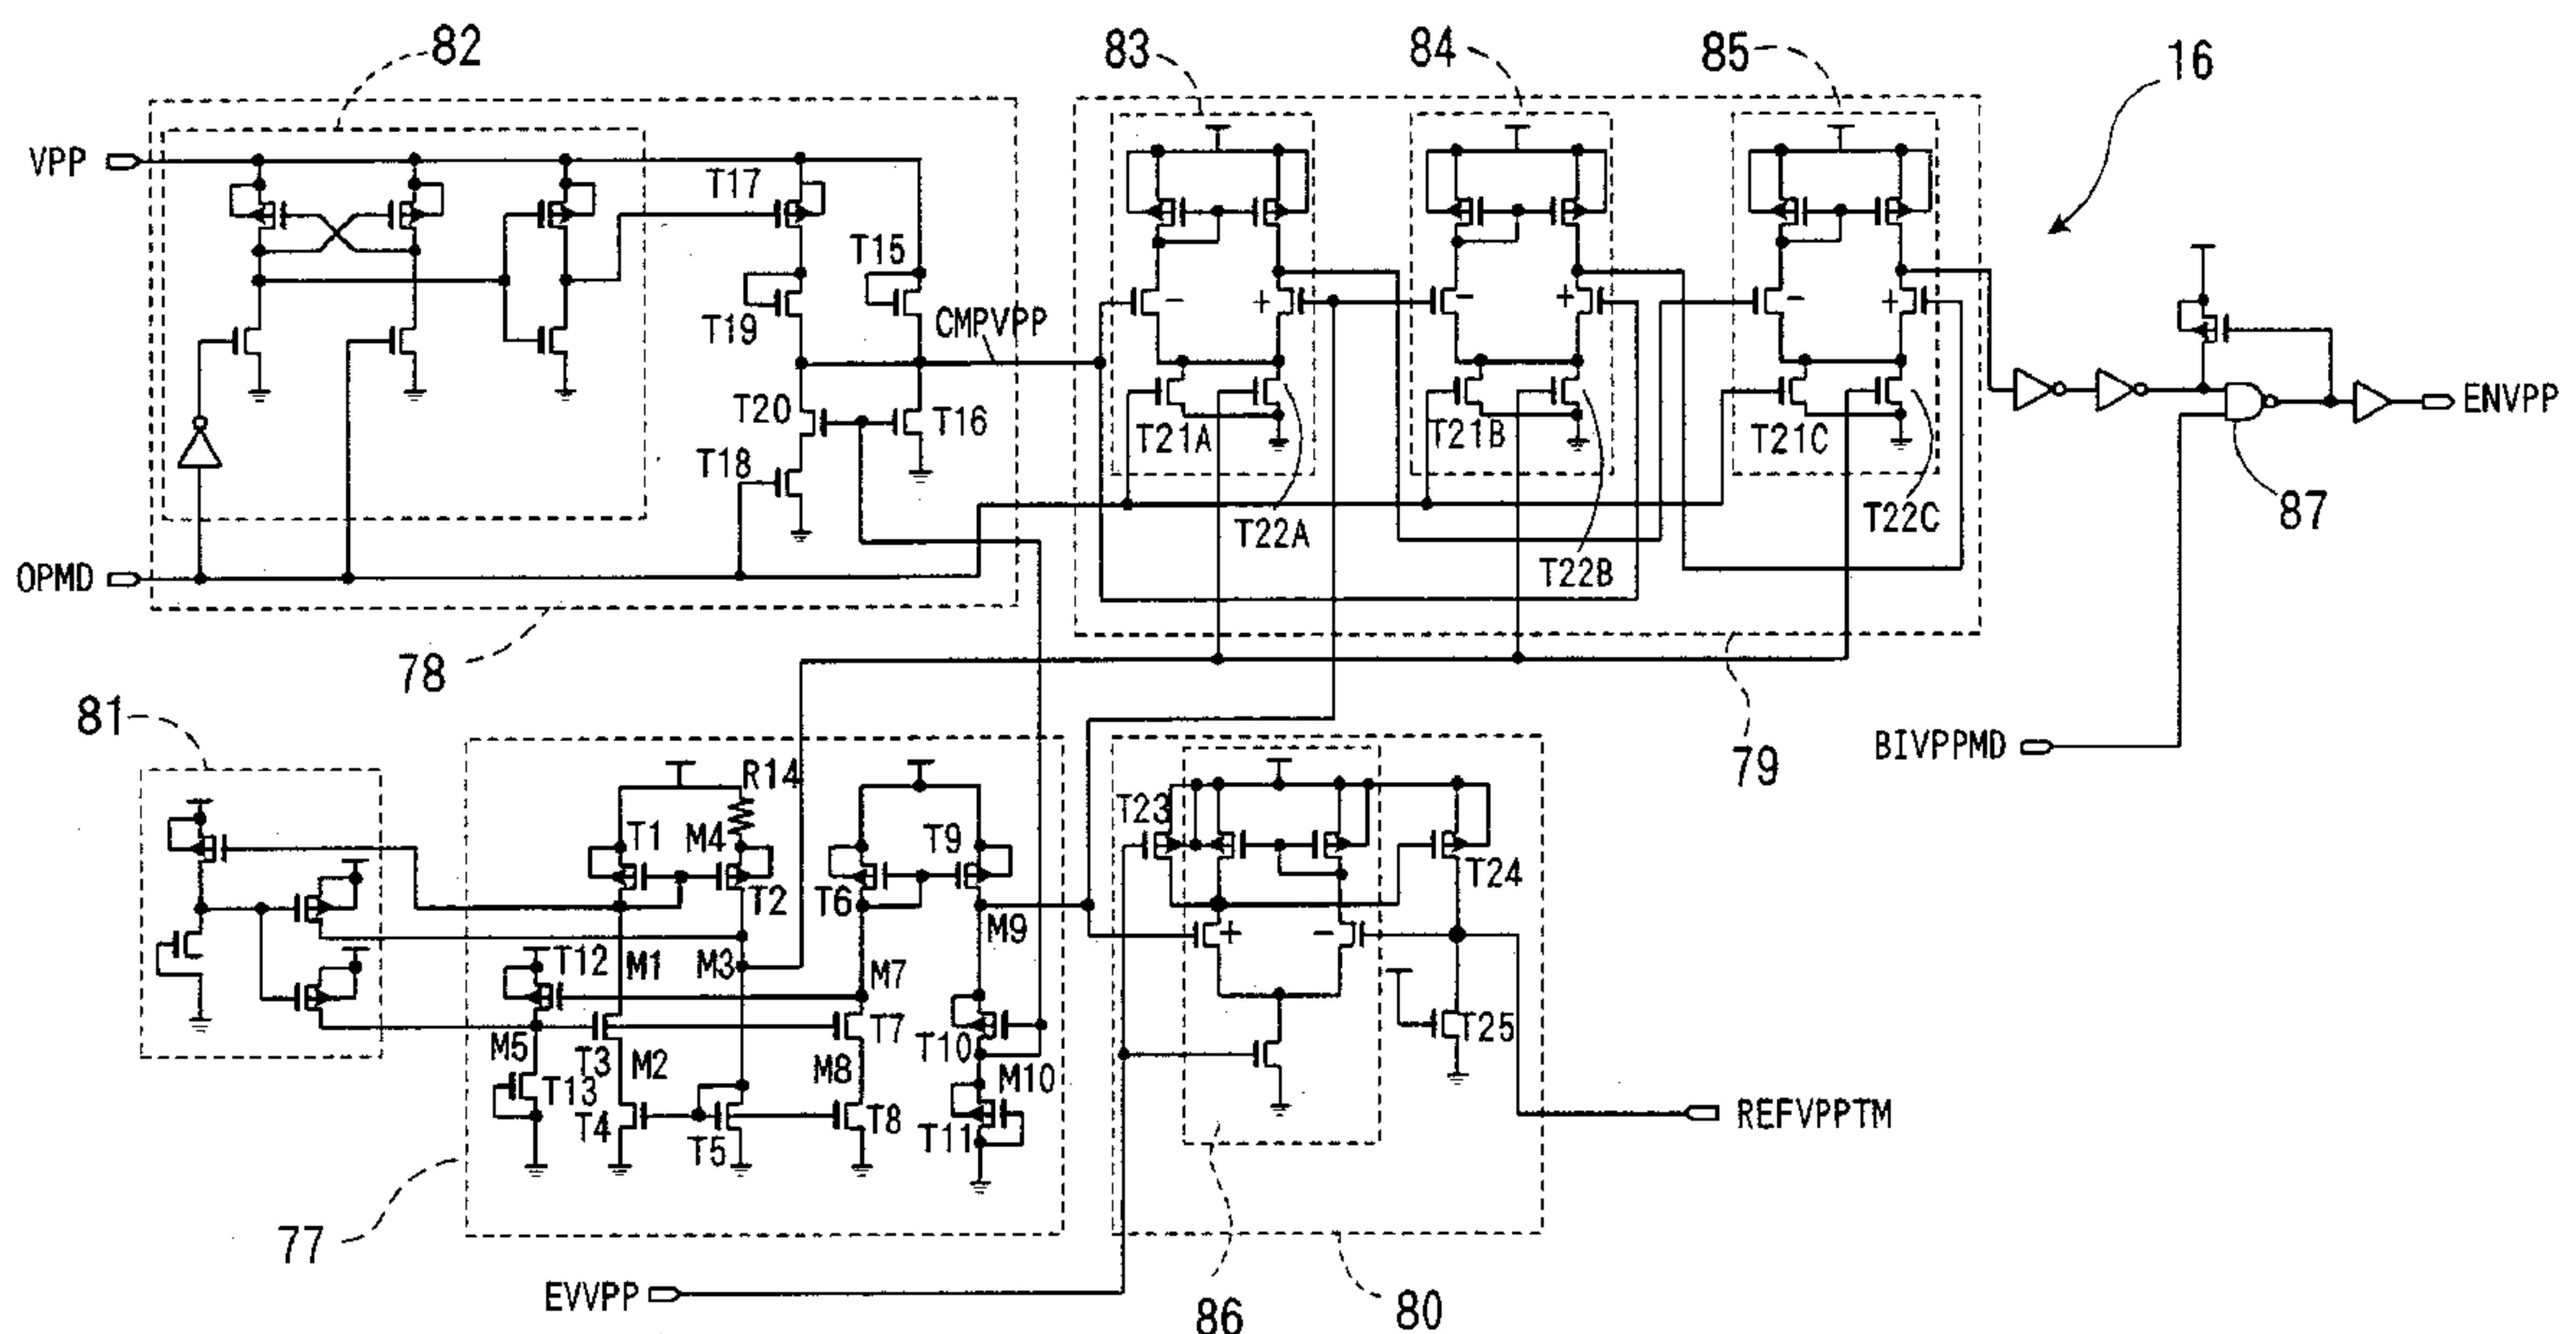 82
83
84
85
16
VPP
T17
T15
T19
CMPVPP
T20
T16
T18
OPMD
78
-
+
-
+
-
+
T21A
T21B
T21C
T22A
T22B
T22C
ENVPP
87
79
BIVPPMD
81
R14
T1
M4
T9
T2
T6
M9
T12
M1
M3
M7
M5
T3
M2
T7
T10
M8
M10
T13
T4
T5
T8
T11
77
T23
T24
+
-
T25
REFVPPTM
EVVPP
86
80